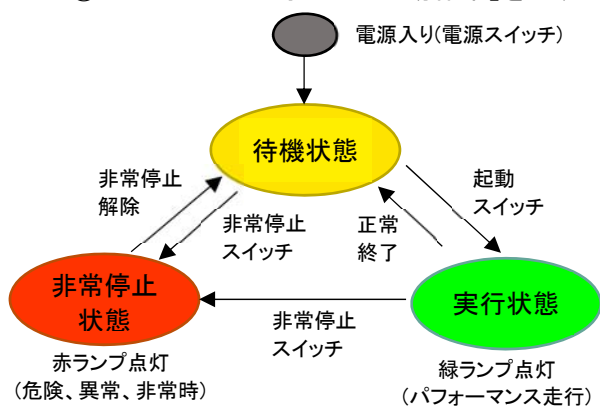 電源入り(電源スイッチ)
待機状態
非常停止
解除
非常停止
スイッチ
正常
終了
起動
スイッチ
非常停止
状態
実行状態
非常停止
スイッチ
赤ランプ点灯
(危険、異常、非常時)
緑ランプ点灯
(パフォーマンス走行)